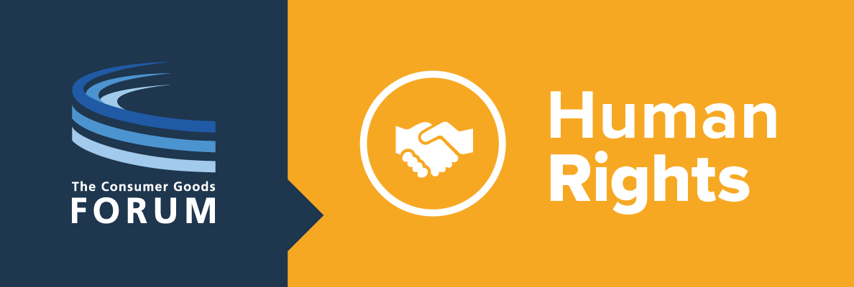 The Consumer Goods
FORUM
Human
Rights